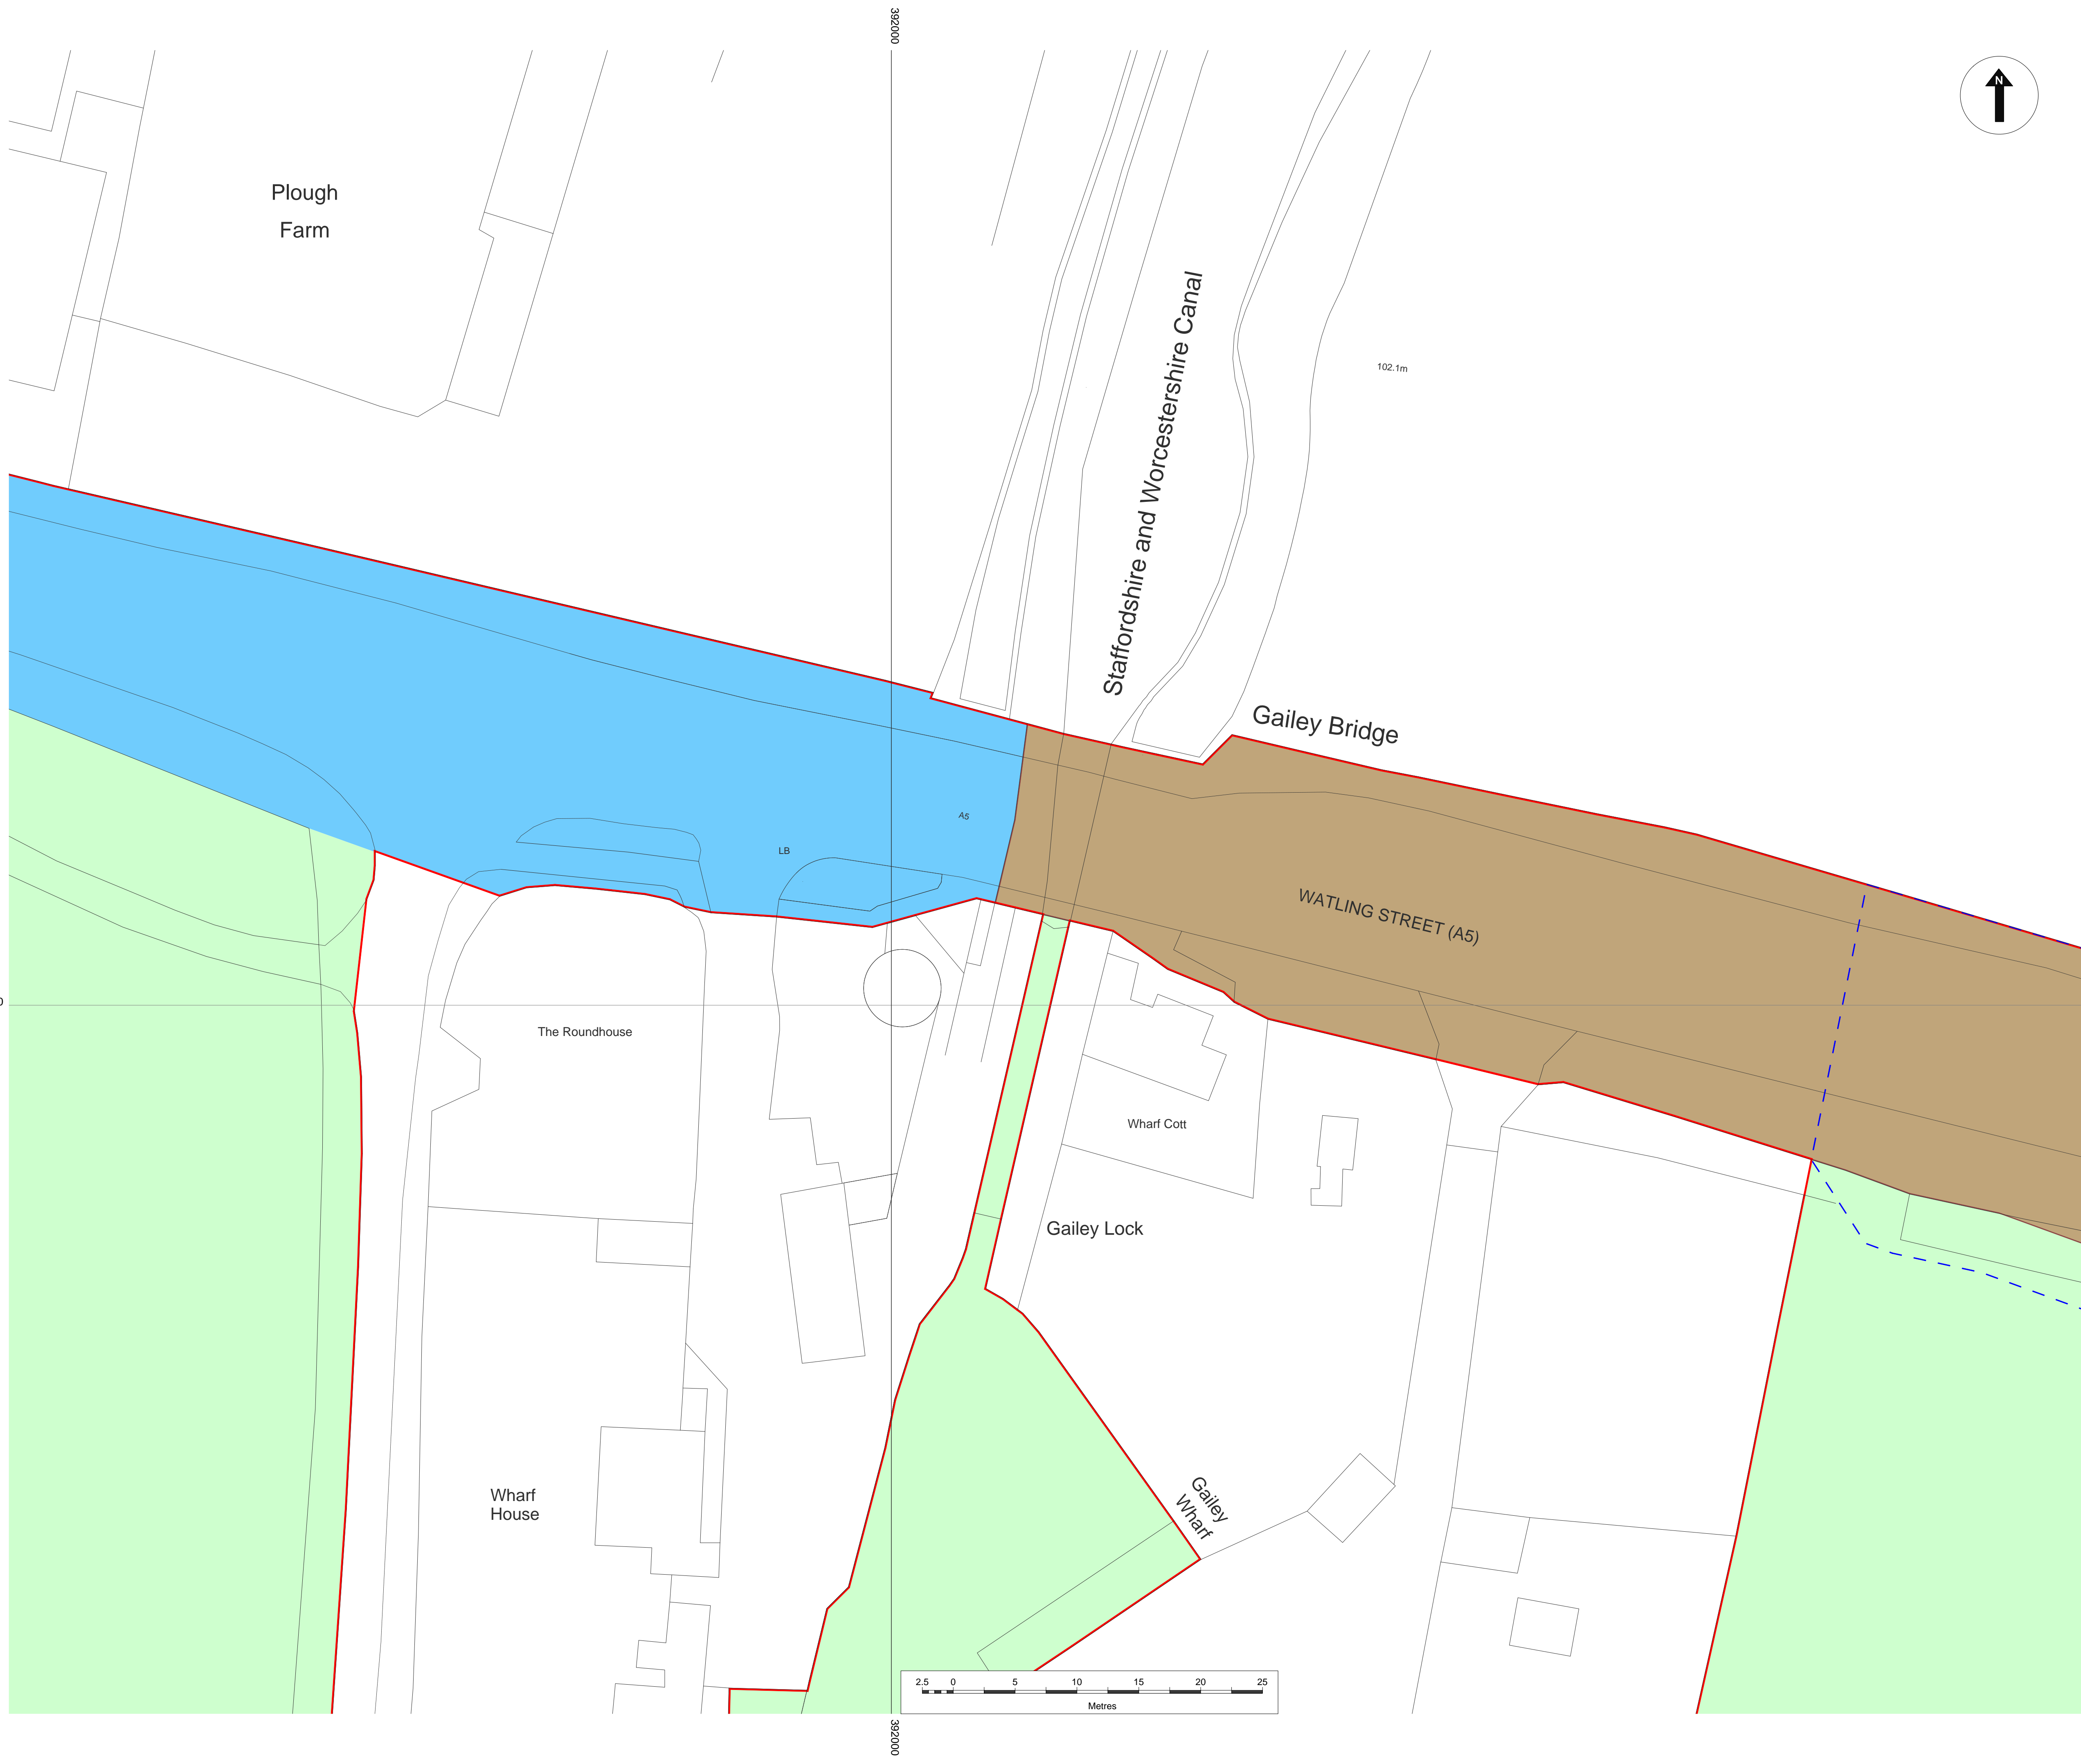 392000
N
Plough
Farm
Staffordshire and Worcestershire Canal
102.1m
Gailey Bridge
A5
LB
WATLING STREET (A5)
The Roundhouse
Wharf Cott
Gailey Lock
Wharf
House
Gailey
Wharf
2.5 0 5 10 15 20 25
Metres
392000